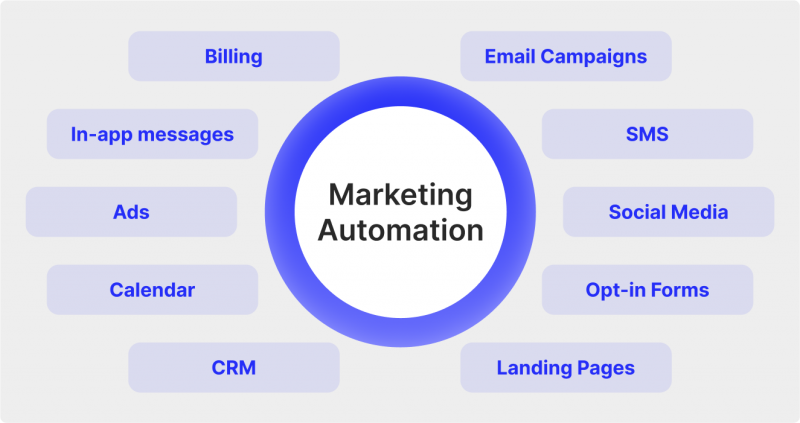 Billing
Email Campaigns
In-app messages
SMS
Marketing
Automation
Ads
Social Media
Calendar
Opt-in Forms
CRM
Landing Pages